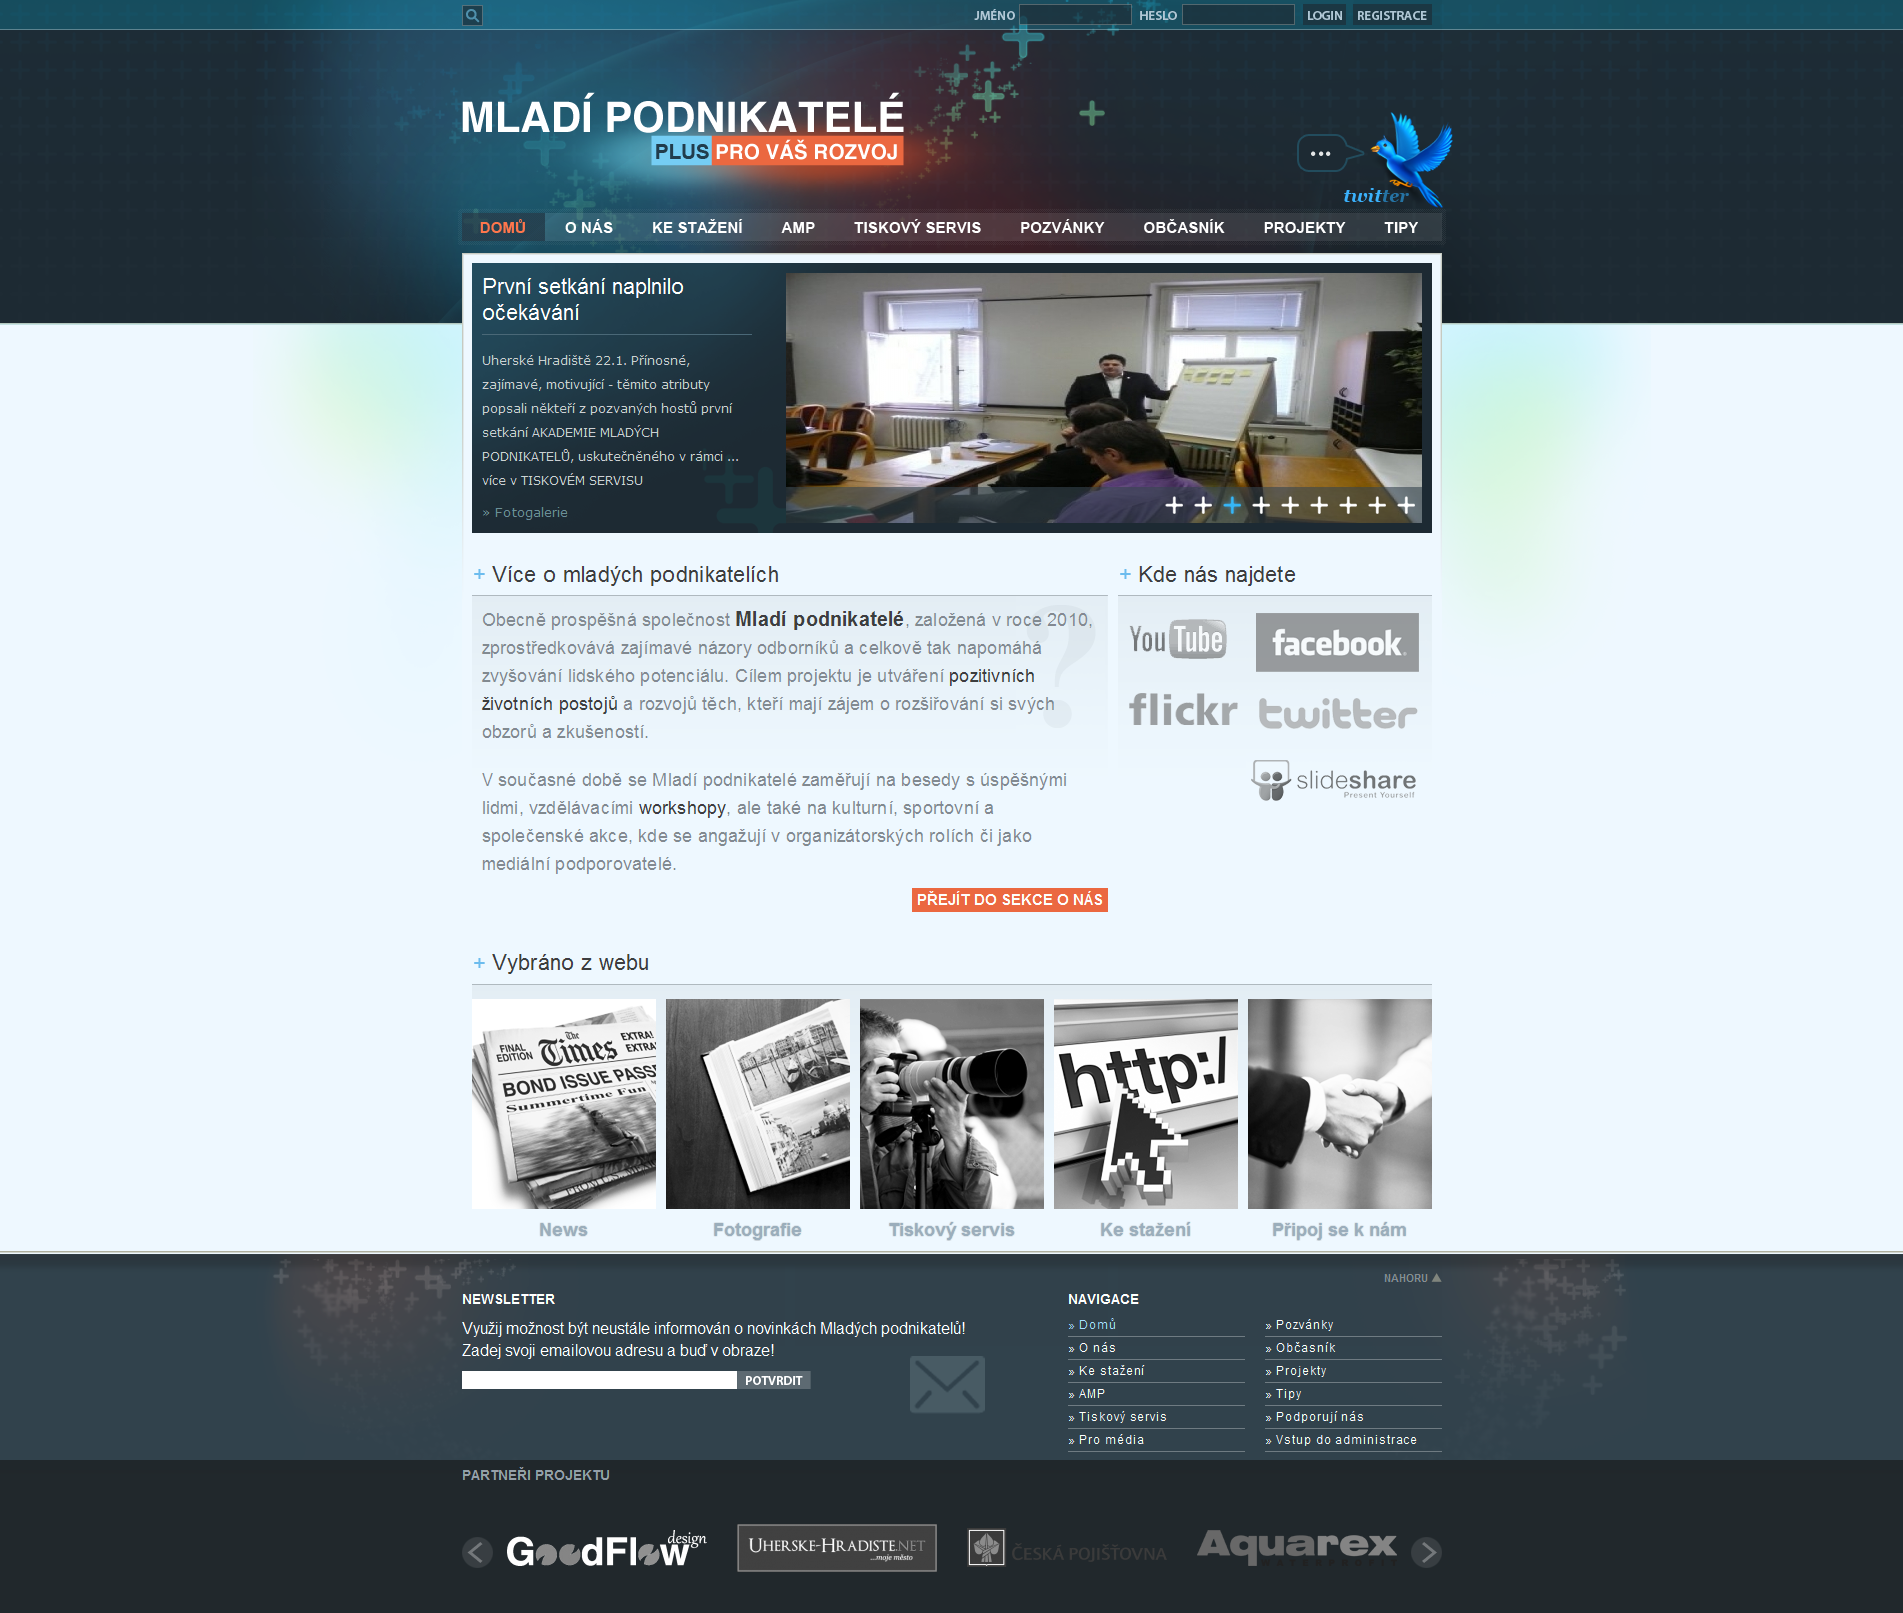 JMÉNO HESLO LOGIN REGISTRACE
MLADÍ PODNIKATELÉ
PLUS PRO VÁŠ ROZVOJ
...
twitter
DOMŮ O NÁS KE STAŽENÍ AMP TISKOVÝ SERVIS POZVÁNKY OBČASNÍK PROJEKTY TIPY
První setkání naplnilo
očekávání
Uherské Hradiště 22.1. Přínosné,
zajímavé, motivující - těmito atributy
popsali někteří z pozvaných hostů první
setkání AKADEMIE MLADÝCH
PODNIKATELŮ, uskutečněného v rámci ...
více v TISKOVÉM SERVISU
» Fotogalerie
+ Více o mladých podnikatelích
Obecně prospěšná společnost Mladí podnikatelé, založená v roce 2010,
zprostředkovává zajímavé názory odborníků a celkově tak napomáhá
zvyšování lidského potenciálu. Cílem projektu je utváření pozitivních
životních postojů a rozvojů těch, kteří mají zájem o rozšiřování si svých
obzorů a zkušeností.
V současné době se Mladí podnikatelé zaměřují na besedy s úspěšnými
lidmi, vzdělávacími workshopy, ale také na kulturní, sportovní a
společenské akce, kde se angažují v organizátorských rolích či jako
mediální podporovatelé.
PŘEJÍT DO SEKCE O NÁS
+ Kde nás najdete
YouTube facebook
flickr twitter
slideshare
Present Yourself
+ Vybráno z webu
FINAL EDITION The Times EXTRA! EXTRA
BOND ISSUE PASS
Summertime Fun
http:/
News Fotografie Tiskový servis Ke stažení Připoj se k nám
NAHORU
NEWSLETTER
Využij možnost být neustále informován o novinkách Mladých podnikatelů!
Zadej svoji emailovou adresu a buď v obraze!
POTVRDIT
NAVIGACE
» Domů
» O nás
» Ke stažení
» AMP
» Tiskový servis
» Pro média
» Pozvánky
» Občasník
» Projekty
» Tipy
» Podporují nás
» Vstup do administrace
PARTNEŘI PROJEKTU
GoodFlow design
UHERSKE-HRADISTE.NET
...moje město
ČESKÁ POJIŠŤOVNA
Aquarex